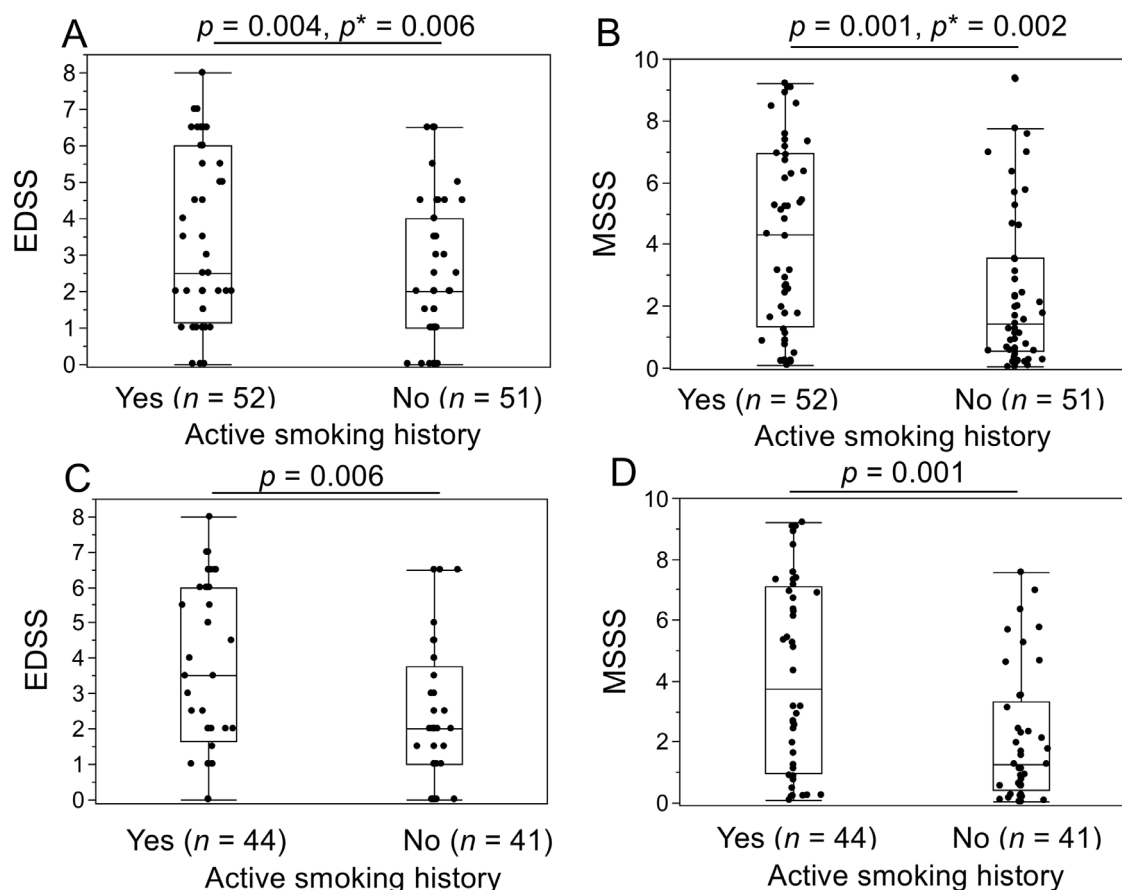 A
p = 0.004, p* = 0.006
EDSS
8
7
6
5
4
3
2
1
0
Yes (n = 52)
No (n = 51)
Active smoking history
B
p = 0.001, p* = 0.002
MSSS
10
8
6
4
2
0
Yes (n = 52)
No (n = 51)
Active smoking history
C
p = 0.006
EDSS
8
7
6
5
4
3
2
1
0
Yes (n = 44)
No (n = 41)
Active smoking history
D
p = 0.001
MSSS
10
8
6
4
2
0
Yes (n = 44)
No (n = 41)
Active smoking history